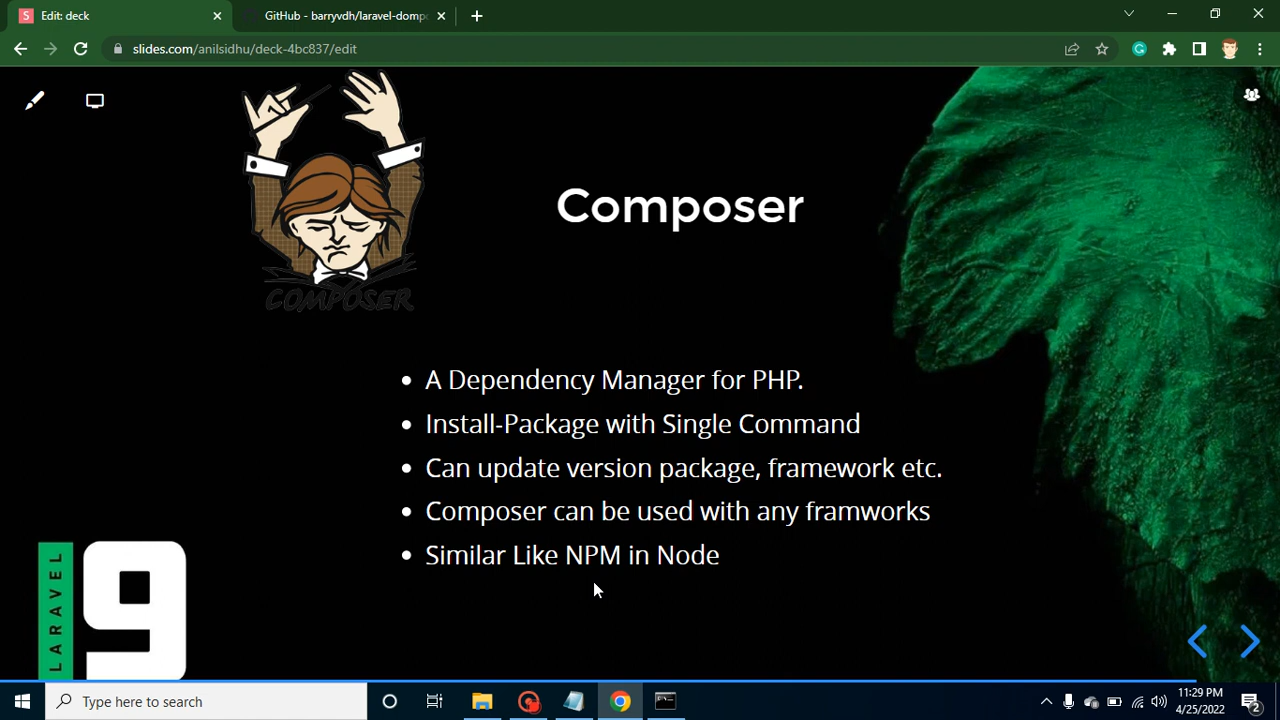 Edit: deck
GitHub - barryvdh/laravel-domp
slides.com/anilsidhu/deck-4bc837/edit
COMPOSER
Composer
A Dependency Manager for PHP.
Install-Package with Single Command
Can update version package, framework etc.
Composer can be used with any framworks
Similar Like NPM in Node
LARAVEL
9
Type here to search
11:29 PM
4/25/2022
2